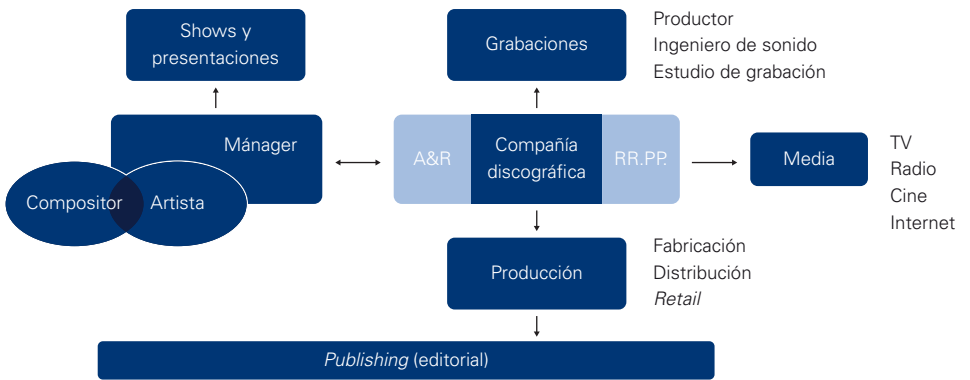 Shows y
presentaciones
Grabaciones
Productor
Ingeniero de sonido
Estudio de grabación
Mánager
Compositor
Artista
A&R
Compañía
discográfica
RR.PP.
Media
TV
Radio
Cine
Internet
Producción
Fabricación
Distribución
Retail
Publishing (editorial)